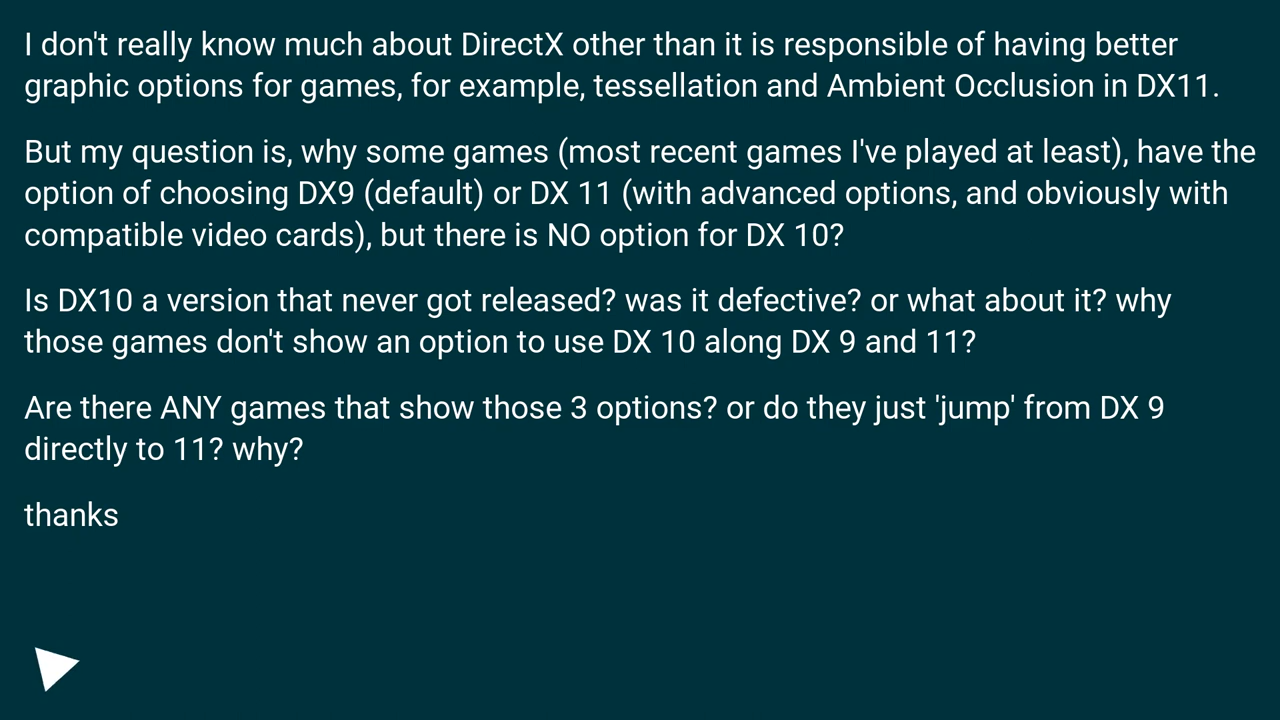 I don't really know much about DirectX other than it is responsible of having better
graphic options for games, for example, tessellation and Ambient Occlusion in DX11.
But my question is, why some games (most recent games I've played at least), have the
option of choosing DX9 (default) or DX 11 (with advanced options, and obviously with
compatible video cards), but there is NO option for DX 10?
Is DX10 a version that never got released? was it defective? or what about it? why
those games don't show an option to use DX 10 along DX 9 and 11?
Are there ANY games that show those 3 options? or do they just 'jump' from DX 9
directly to 11? why?
thanks